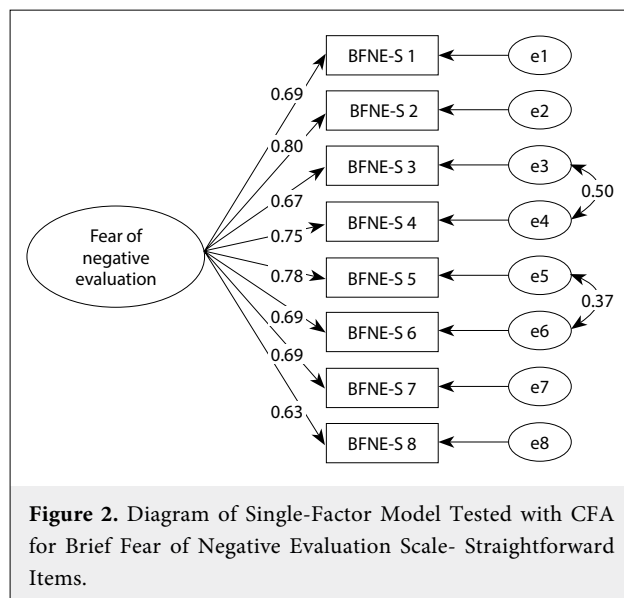 BFNE-S 1
e1
0.69
BFNE-S 2
e2
0.80
BFNE-S 3
e3
0.67
0.50
BFNE-S 4
e4
0.75
Fear of
negative
evaluation
BFNE-S 5
e5
0.78
0.37
BFNE-S 6
e6
0.69
BFNE-S 7
e7
0.69
BFNE-S 8
e8
0.63
Figure 2. Diagram of Single-Factor Model Tested with CFA
for Brief Fear of Negative Evaluation Scale- Straightforward
Items.